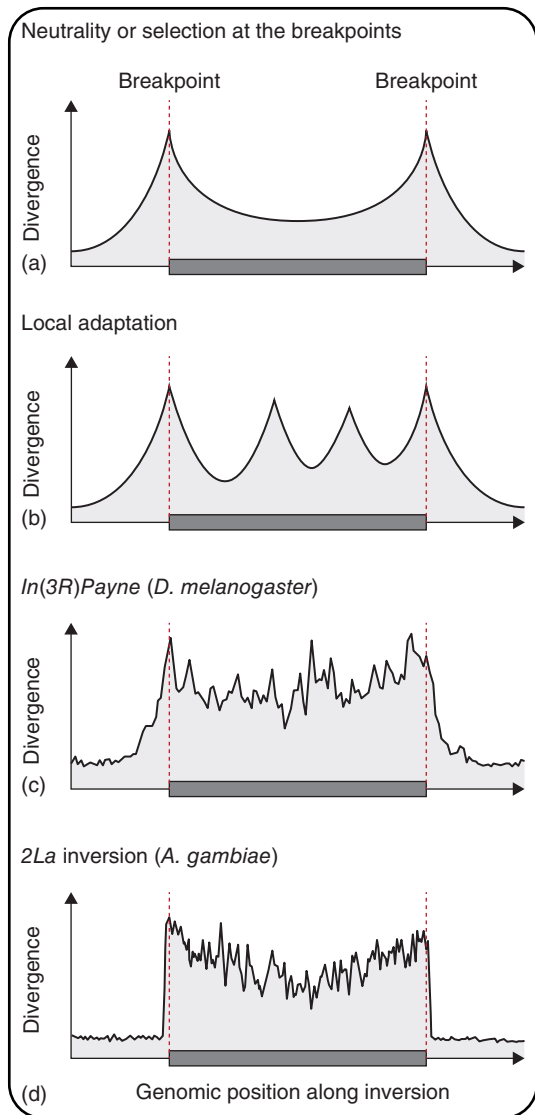 Neutrality or selection at the breakpoints
Breakpoint Breakpoint
Divergence
(a)
Local adaptation
Divergence
(b)
In(3R)Payne (D. melanogaster)
Divergence
(c)
2La inversion (A. gambiae)
Divergence
(d) Genomic position along inversion